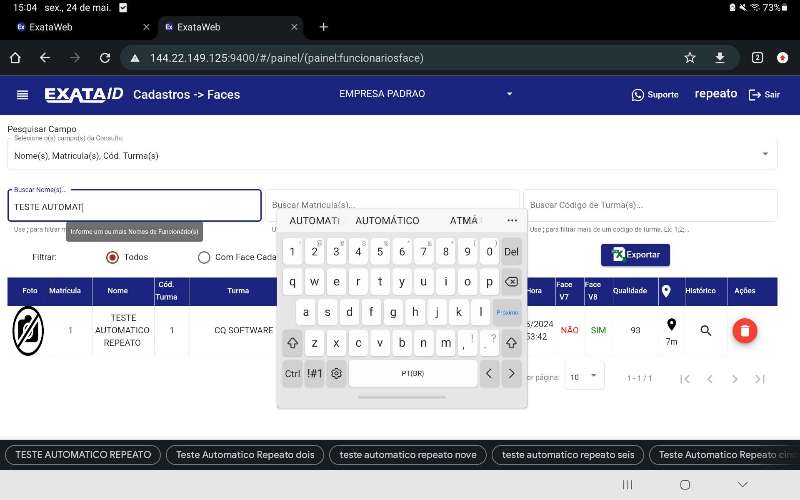 15:04 sex., 24 de mai.
73%
ExataWeb
ExataWeb
144.22.149.125:9400/#/painel/(painel:funcionariosface)
2
EXATA ID Cadastros -> Faces
EMPRESA PADRAO
Suporte repeato Sair
Pesquisar Campo
Selecione o(s) campo(s) da Consulta
Nome(s), Matricula(s), Cód. Turma(s)
Buscar Nome(s)...
TESTE AUTOMAT
Buscar Matricula(s)...
Buscar Código de Turma(s)...
Use ; para filtrar
Informe um ou mais Nomes de Funcionário(s)
Use ; para filtrar mais de um código de turma. Ex: 1;2;..
AUTOMATi AUTOMÁTICO ATMÁ ...
Filtrar: Todos Com Face Cada
Exportar
1 2 3 4 5 6 7 8 9 0 Del
q w e r t y u i o p
a s d f g h j k l Próximo
z x c v b n m , ! . ?
Ctrl !#1 PT(BR) < >
Foto Matrícula Nome Cód. Turma Turma
Hora Face V7 Face V8 Qualidade Histórico Ações
1 TESTE AUTOMATICO REPEATO 1 CQ SOFTWARE
/2024
53:42 NÃO SIM 93 7m
por página: 10 1 - 1 / 1
TESTE AUTOMATICO REPEATO Teste Automatico Repeato dois teste automatico repeato nove teste automatico repeato seis Teste Automatico Repeato cinc